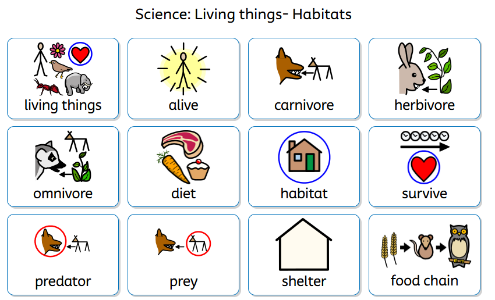 Science: Living things- Habitats
living things
alive
carnivore
herbivore
omnivore
diet
habitat
survive
predator
prey
shelter
food chain